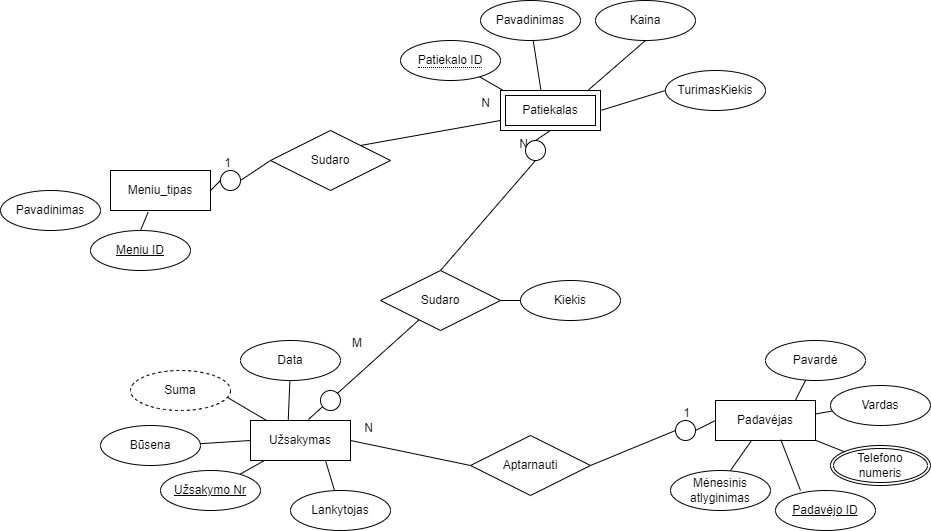 Pavadinimas
Kaina
Patiekalo ID
TurimasKiekis
N
Patiekalas
N
Sudaro
1
Meniu_tipas
Pavadinimas
Meniu ID
Sudaro
Kiekis
M
Data
Pavardė
Suma
Vardas
1
N
Padavėjas
Užsakymas
Būsena
Aptarnauti
Telefono
numeris
Mėnesinis
atlyginimas
Užsakymo Nr
Lankytojas
Padavėjo ID